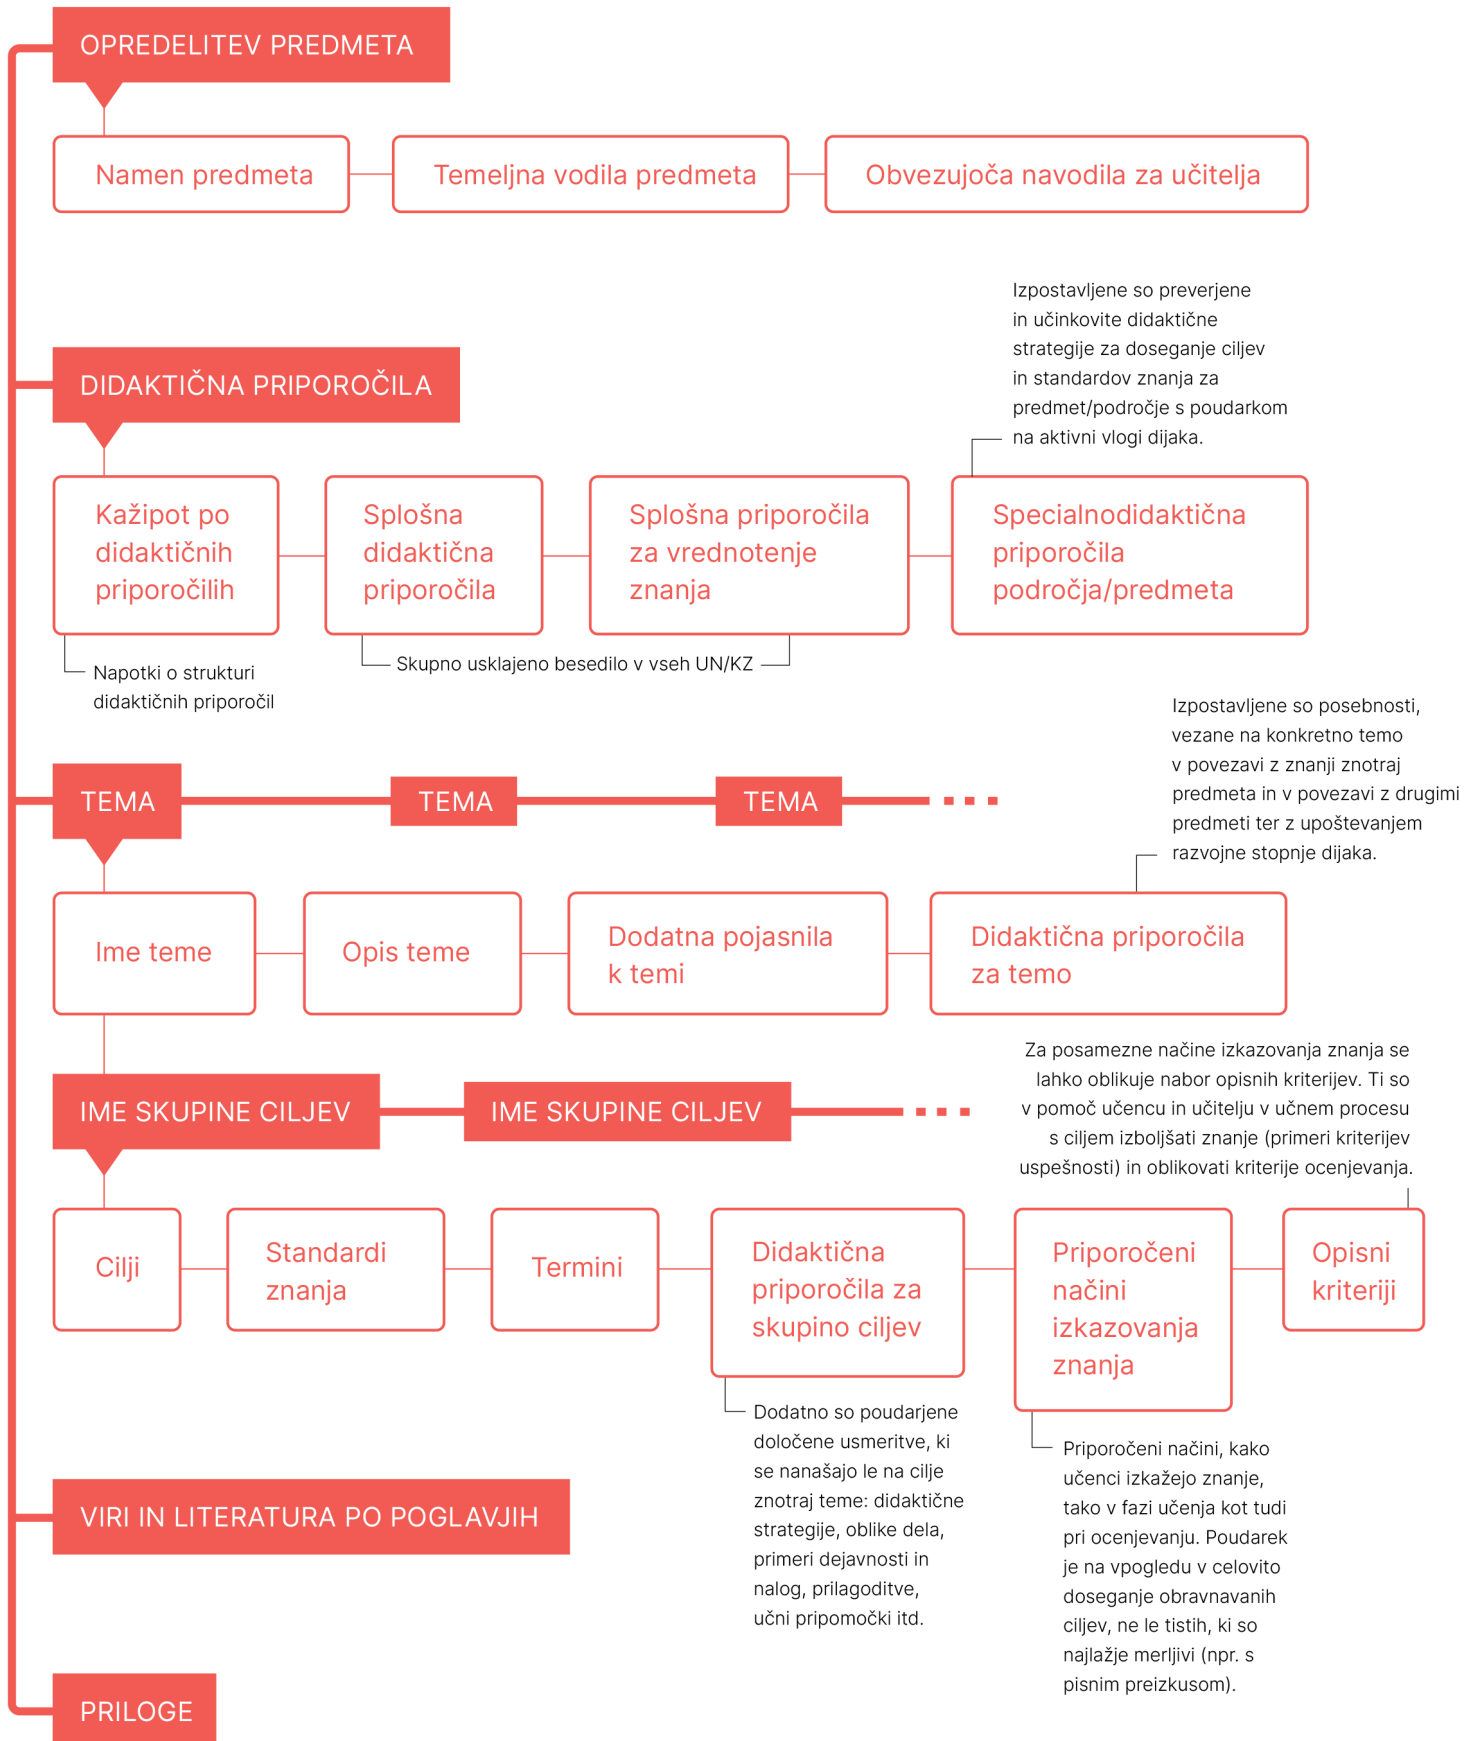 OPREDELITEV PREDMETA
Namen predmeta
Temeljna vodila predmeta
Obvezujoča navodila za učitelja
Izpostavljene so preverjene
in učinkovite didaktične
strategije za doseganje ciljev
in standardov znanja za
predmet/področje s poudarkom
na aktivni vlogi dijaka.
DIDAKTIČNA PRIPOROČILA
Kažipot po
didaktičnih
priporočilih
Splošna
didaktična
priporočila
Splošna priporočila
za vrednotenje
znanja
Specialnodidaktična
priporočila
področja/predmeta
Napotki o strukturi
didaktičnih priporočil
Skupno usklajeno besedilo v vseh UN/KZ
Izpostavljene so posebnosti,
vezane na konkretno temo
v povezavi z znanji znotraj
predmeta in v povezavi z drugimi
predmeti ter z upoštevanjem
razvojne stopnje dijaka.
TEMA
TEMA
TEMA
Ime teme
Opis teme
Dodatna pojasnila
k temi
Didaktična priporočila
za temo
Za posamezne načine izkazovanja znanja se
lahko oblikuje nabor opisnih kriterijev. Ti so
v pomoč učencu in učitelju v učnem procesu
s ciljem izboljšati znanje (primeri kriterijev
uspešnosti) in oblikovati kriterije ocenjevanja.
IME SKUPINE CILJEV
IME SKUPINE CILJEV
Cilji
Standardi
znanja
Termini
Didaktična
priporočila za
skupino ciljev
Priporočeni
načini
izkazovanja
znanja
Opisni
kriteriji
Dodatno so poudarjene
določene usmeritve, ki
se nanašajo le na cilje
znotraj teme: didaktične
strategije, oblike dela,
primeri dejavnosti in
nalog, prilagoditve,
učni pripomočki itd.
Priporočeni načini, kako
učenci izkažejo znanje,
tako v fazi učenja kot tudi
pri ocenjevanju. Poudarek
je na vpogledu v celovito
doseganje obravnavanih
ciljev, ne le tistih, ki so
najlažje merljivi (npr. s
pisnim preizkusom).
VIRI IN LITERATURA PO POGLAVJIH
PRILOGE